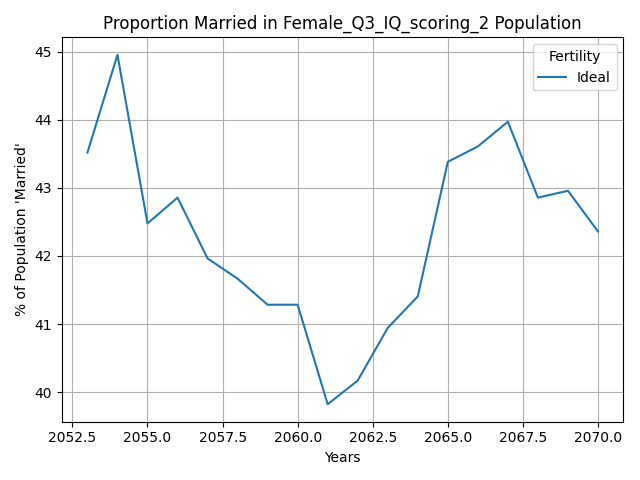 Proportion Married in Female_Q3_IQ_scoring_2 Population
Fertility
Ideal
% of Population 'Married'
45
44
43
42
41
40
2052.5 2055.0 2057.5 2060.0 2062.5 2065.0 2067.5 2070.0
Years